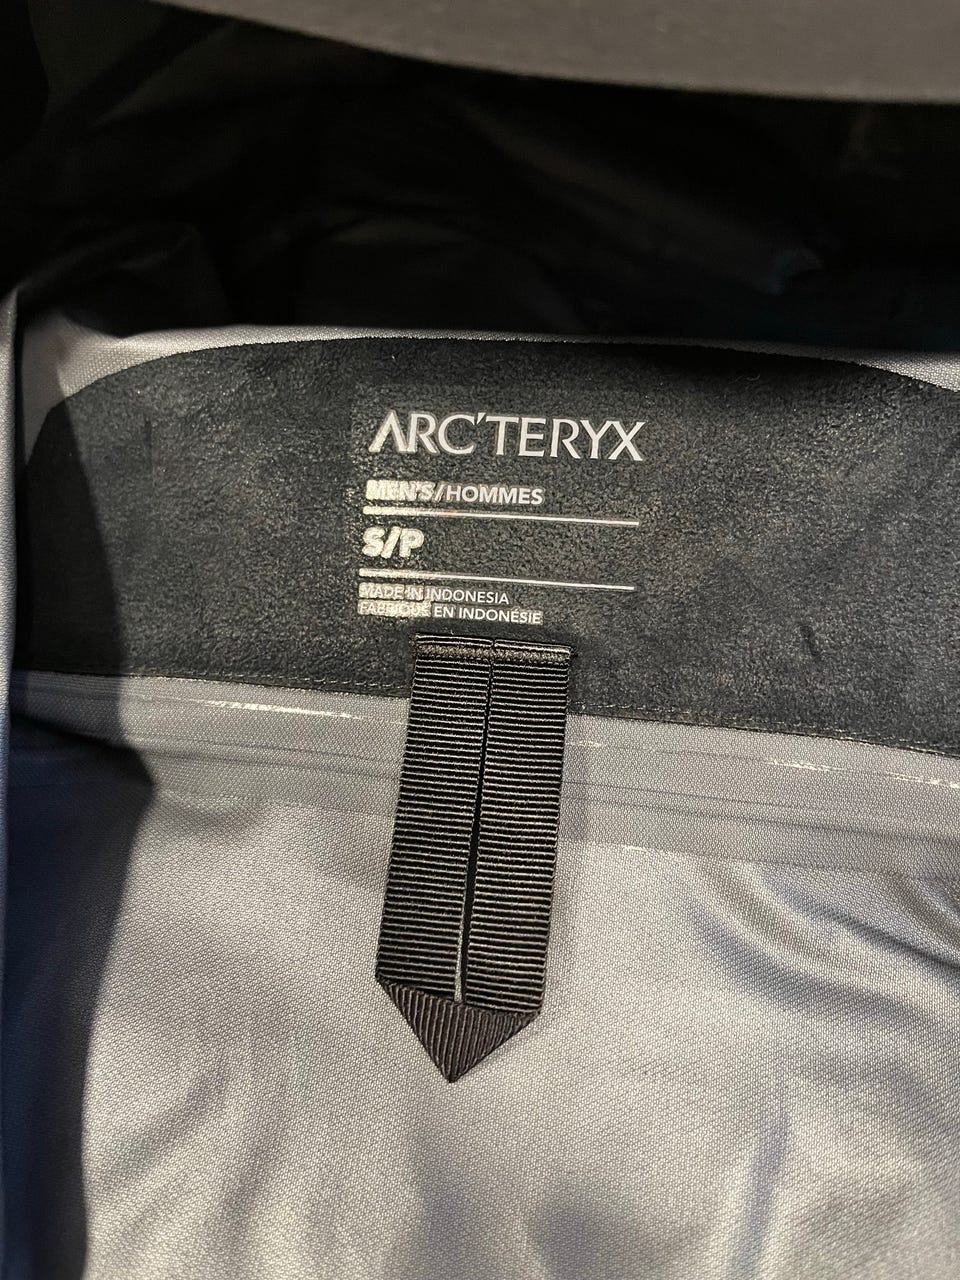 ARC'TERYX
MEN'S/HOMMES
S/P
MADE IN INDONESIA
FABRIQUÉ EN INDONÉSIE